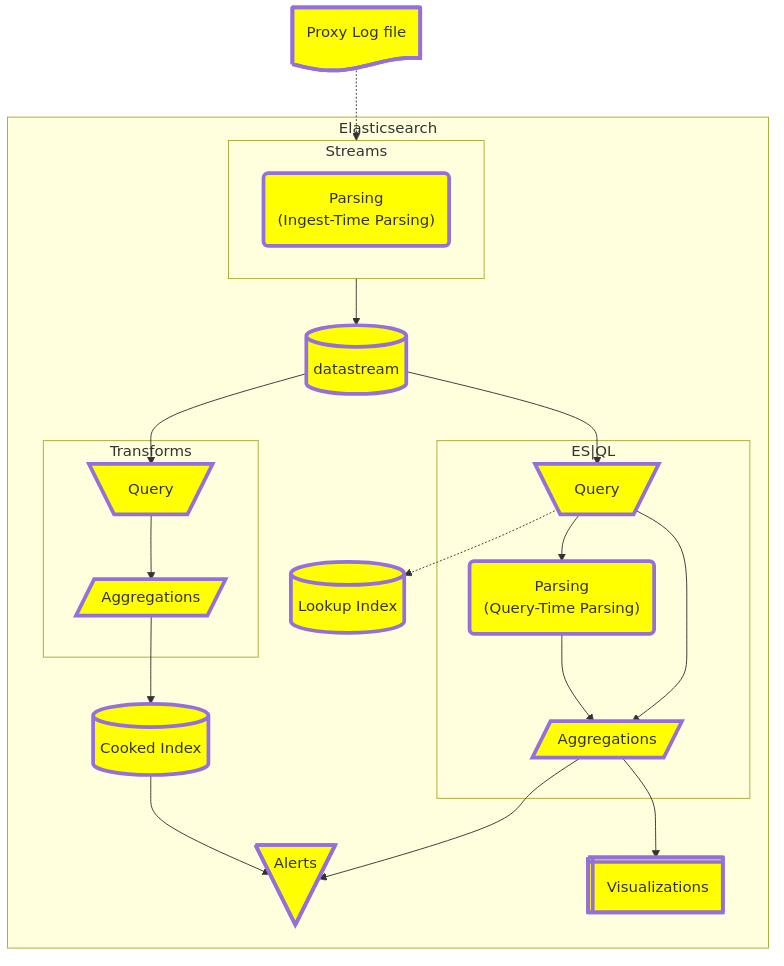 Proxy Log file
Elasticsearch
Streams
Parsing
(Ingest-Time Parsing)
datastream
Transforms
ES|QL
Query
Query
Parsing
(Query-Time Parsing)
Aggregations
Lookup Index
Aggregations
Cooked Index
Alerts
Visualizations